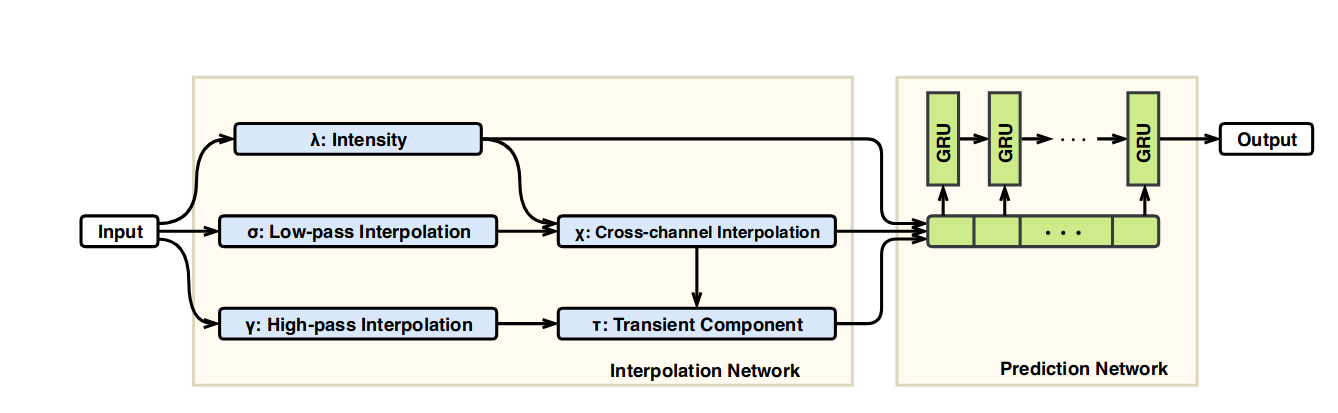 Input
λ: Intensity
σ: Low-pass Interpolation
γ: High-pass Interpolation
χ: Cross-channel Interpolation
τ: Transient Component
Interpolation Network
GRU
GRU
· · ·
GRU
· · ·
Prediction Network
Output